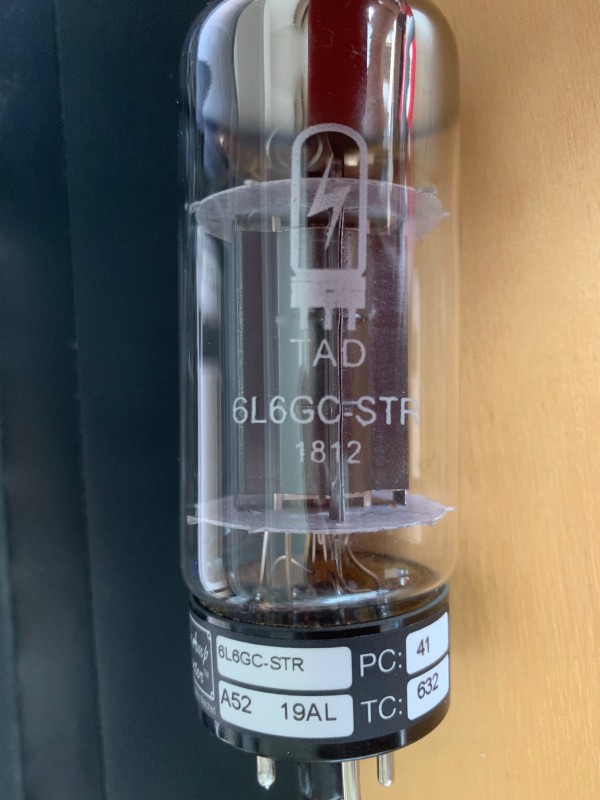 TAD
6L6GC-STR
1812
6L6GC-STR PC: 41
A52 19AL TC: 632